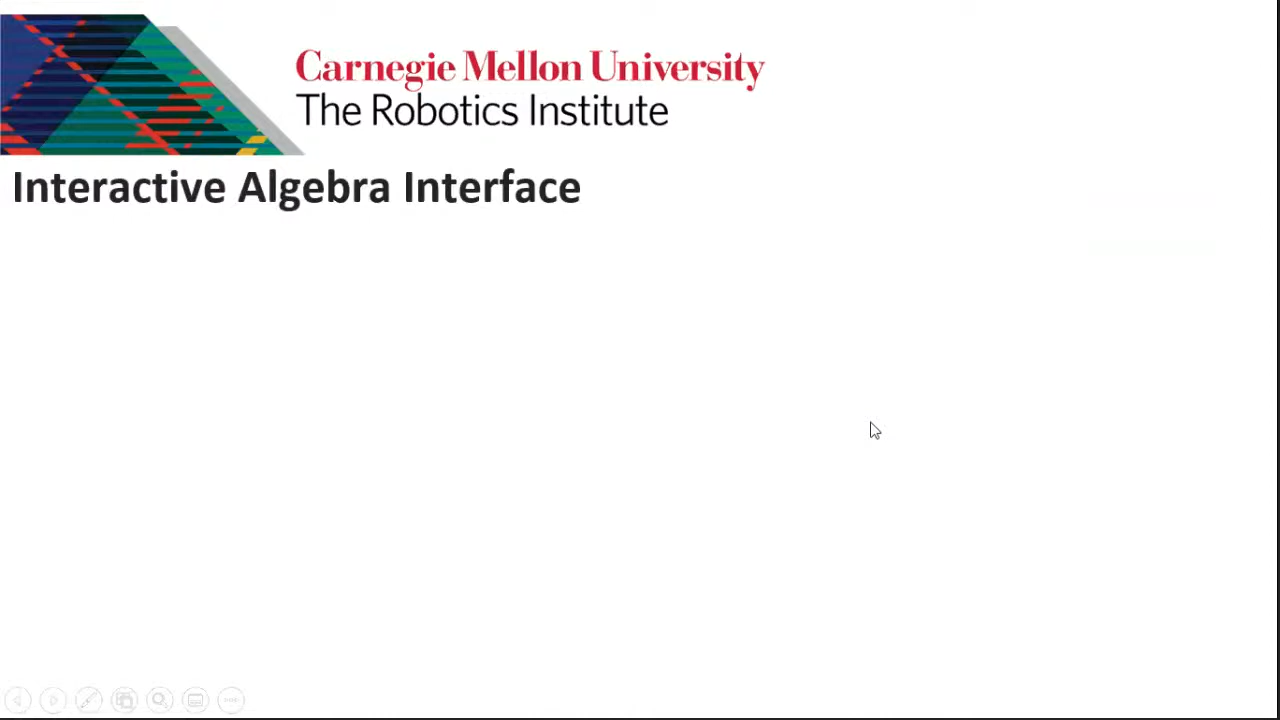 Carnegie Mellon University
The Robotics Institute
Interactive Algebra Interface